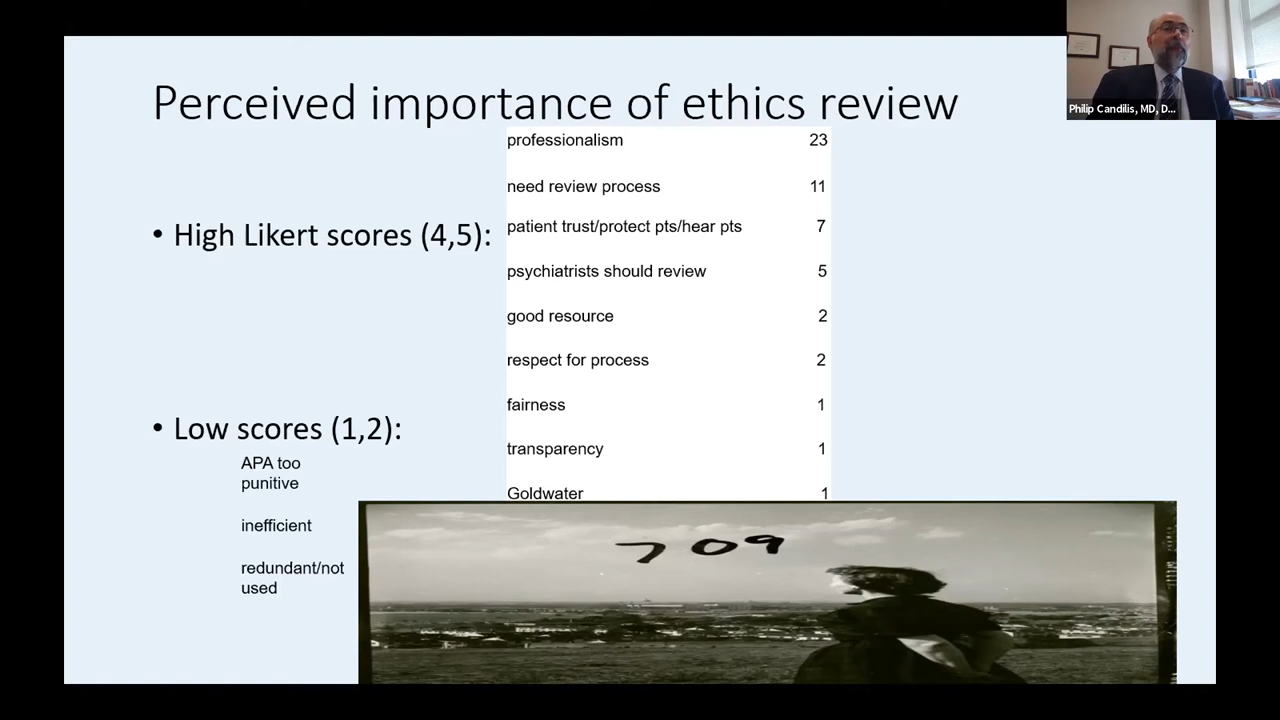 Perceived importance of ethics review
Philip Candilis, MD, D...
• High Likert scores (4,5):
professionalism 23
need review process 11
patient trust/protect pts/hear pts 7
psychiatrists should review 5
good resource 2
respect for process 2
fairness 1
transparency 1
Goldwater 1
• Low scores (1,2):
APA too
punitive
inefficient
redundant/not
used
709